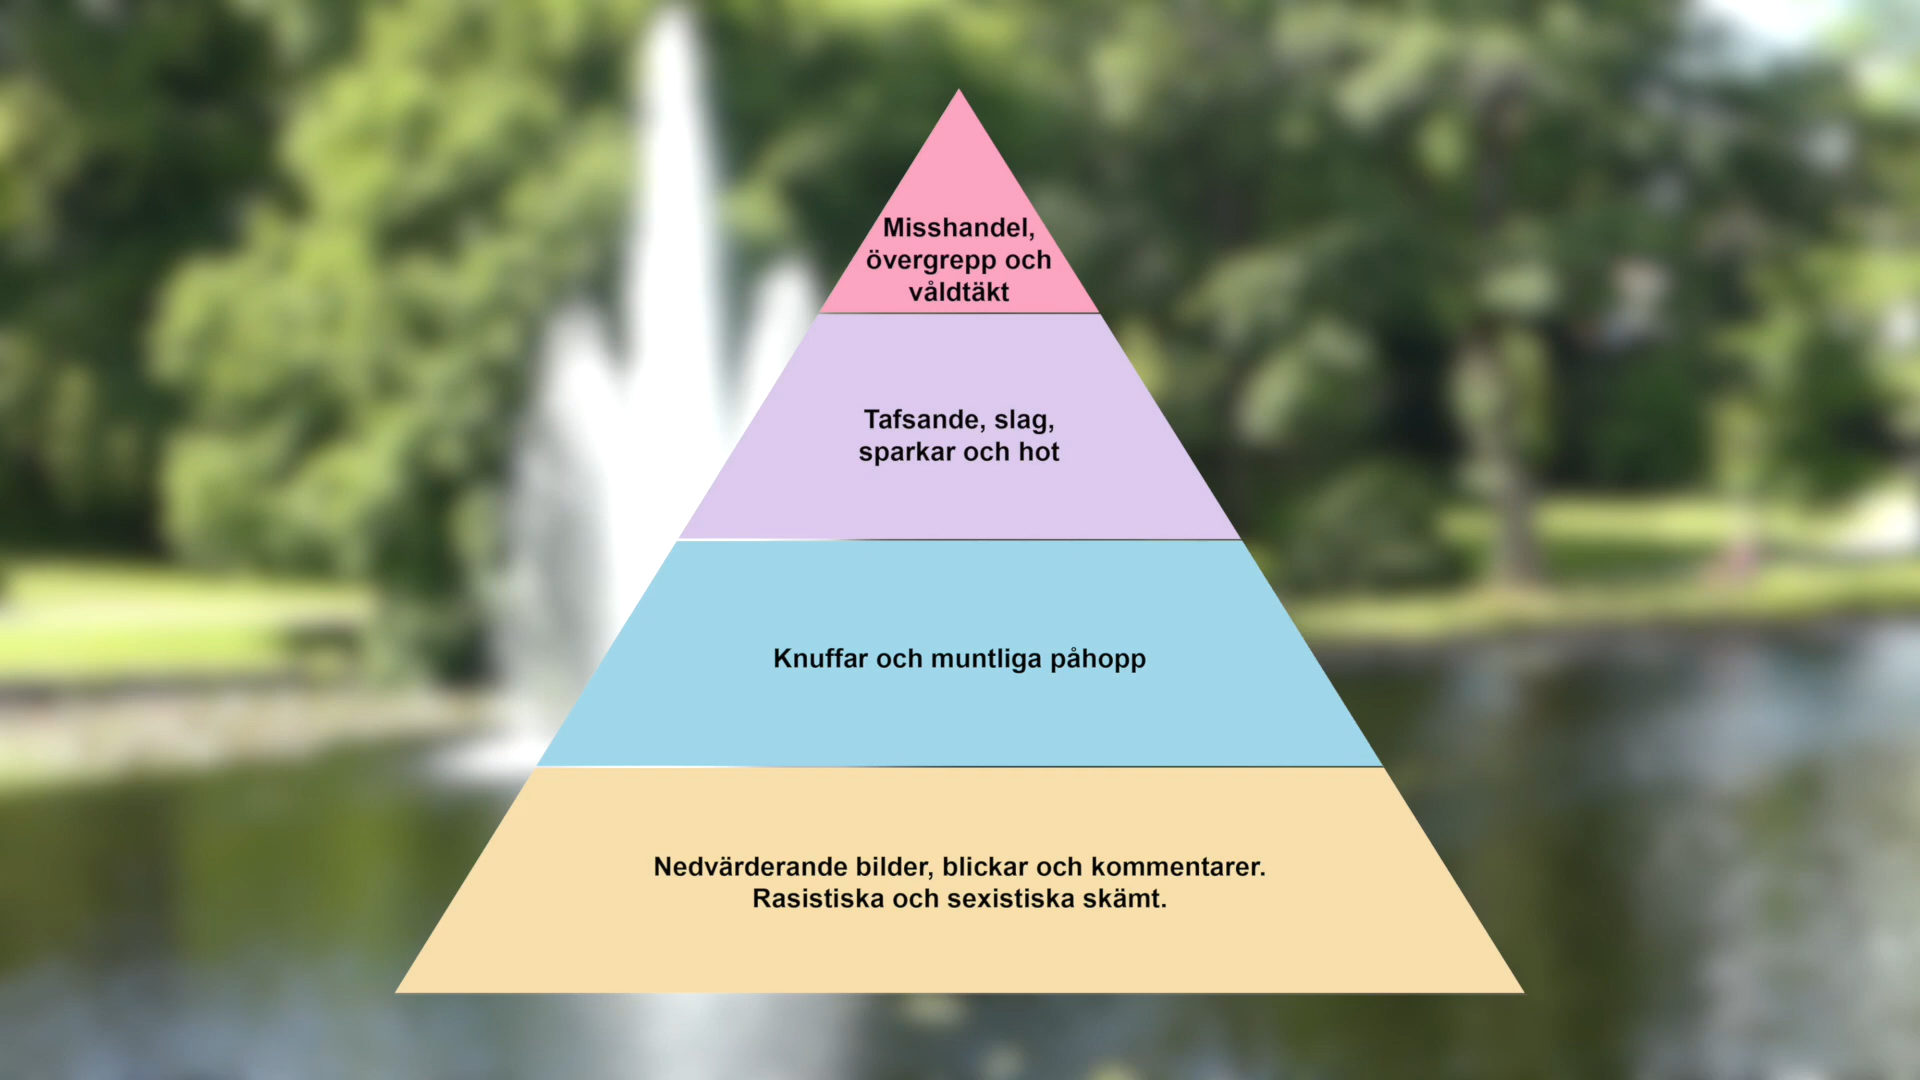 Misshandel,
övergrepp och
våldtäkt
Tafsande, slag,
sparkar och hot
Knuffar och muntliga påhopp
Nedvärderande bilder, blickar och kommentarer.
Rasistiska och sexistiska skämt.